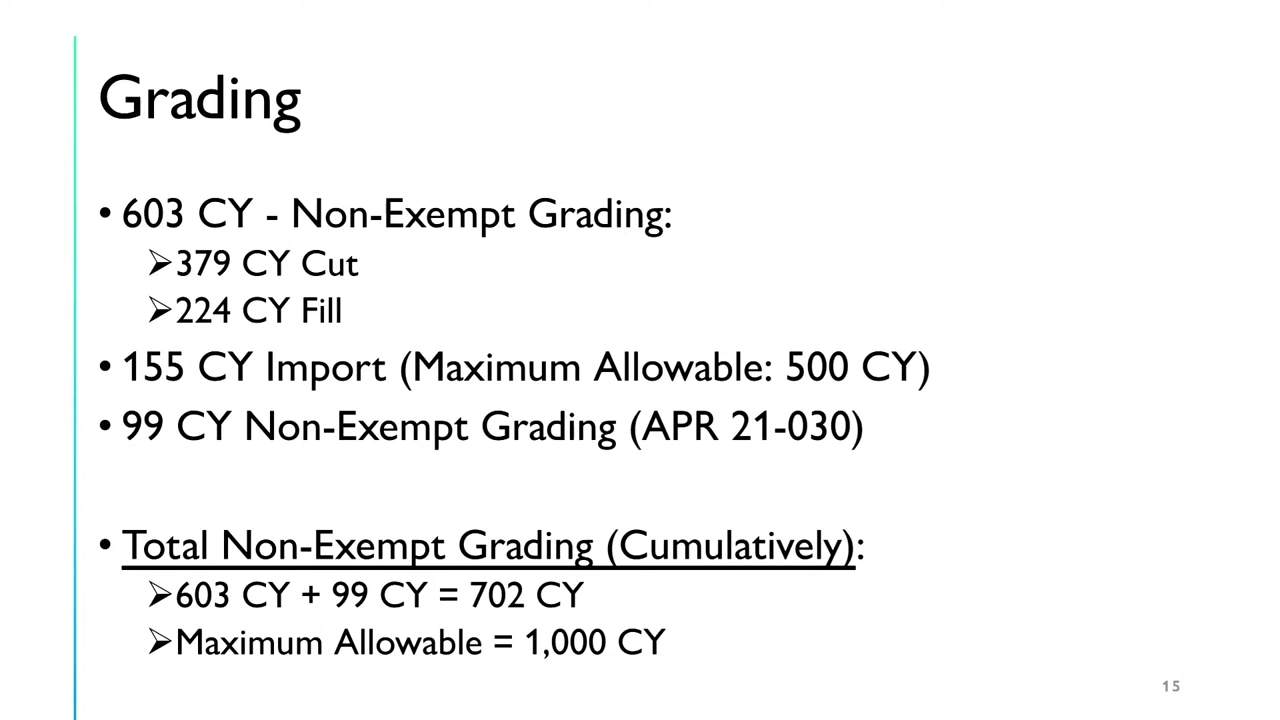 Grading
• 603 CY - Non-Exempt Grading:
➢379 CY Cut
➢224 CY Fill
• 155 CY Import (Maximum Allowable: 500 CY)
• 99 CY Non-Exempt Grading (APR 21-030)
• Total Non-Exempt Grading (Cumulatively):
➢603 CY + 99 CY = 702 CY
➢Maximum Allowable = 1,000 CY
15